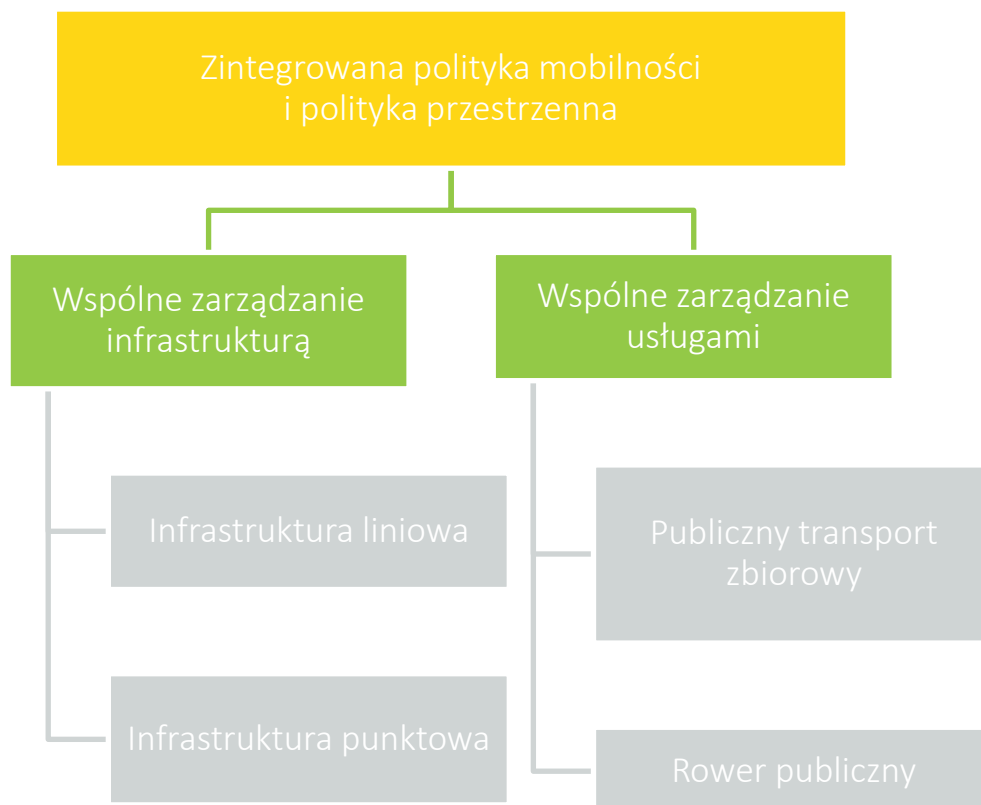 Zintegrowana polityka mobilności
i polityka przestrzenna
Wspólne zarządzanie
infrastrukturą
Wspólne zarządzanie
usługami
Infrastruktura liniowa
Publiczny transport
zbiorowy
Infrastruktura punktowa
Rower publiczny